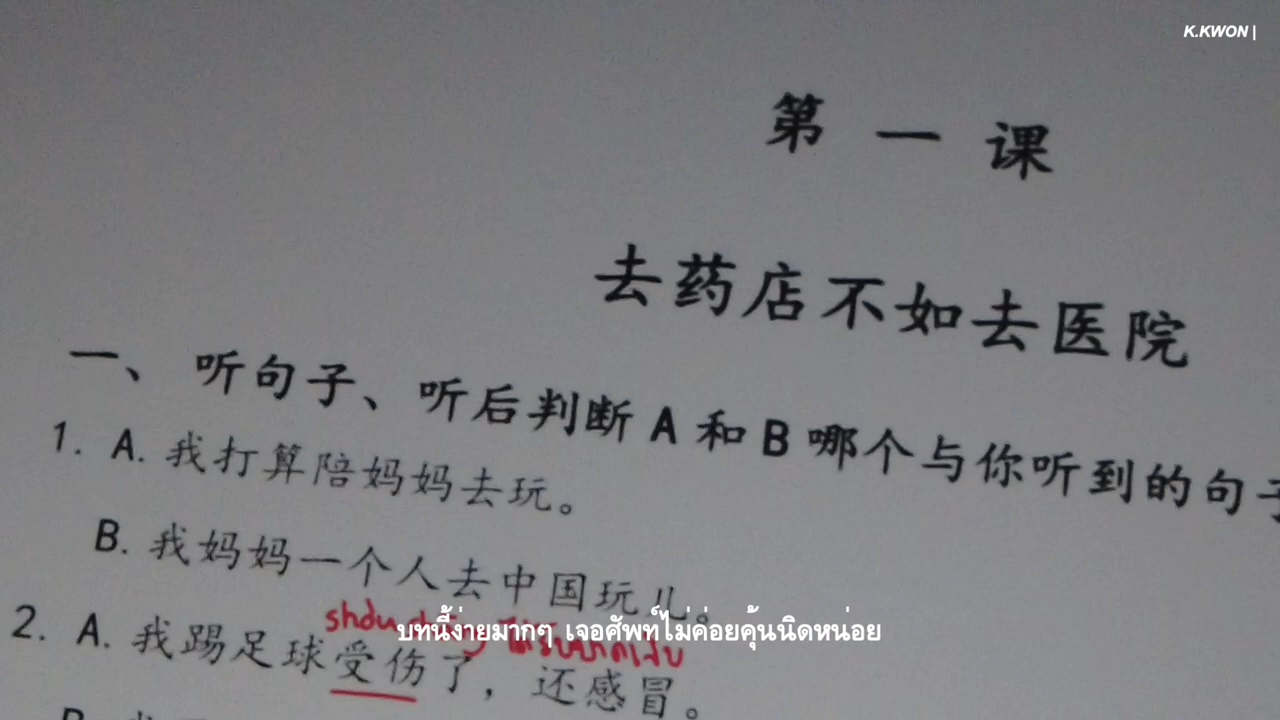 K.KWON |
第 一 课
去药店不如去医院
一、 听句子、听后判断 A 和 B 哪个与你听到的句子
1. A. 我打算陪妈妈去玩。
B. 我妈妈一个人去中国玩儿。
บทนี้ง่ายมากๆ เจอศัพท์ไม่ค่อยคุ้นนิดหน่อย
2. A. 我踢足球受伤了，还感冒。